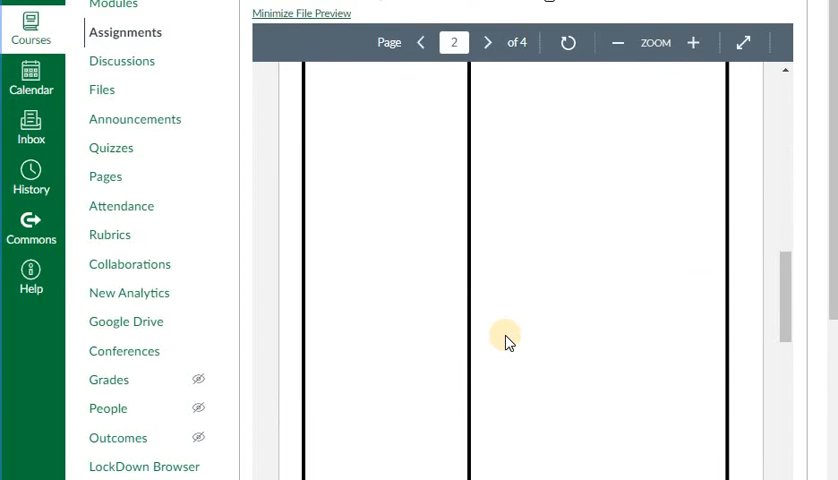 Courses
Calendar
Inbox
History
Commons
Help
Modules
Assignments
Discussions
Files
Announcements
Quizzes
Pages
Attendance
Rubrics
Collaborations
New Analytics
Google Drive
Conferences
Grades
People
Outcomes
LockDown Browser
Minimize File Preview
Page 2 of 4 ZOOM